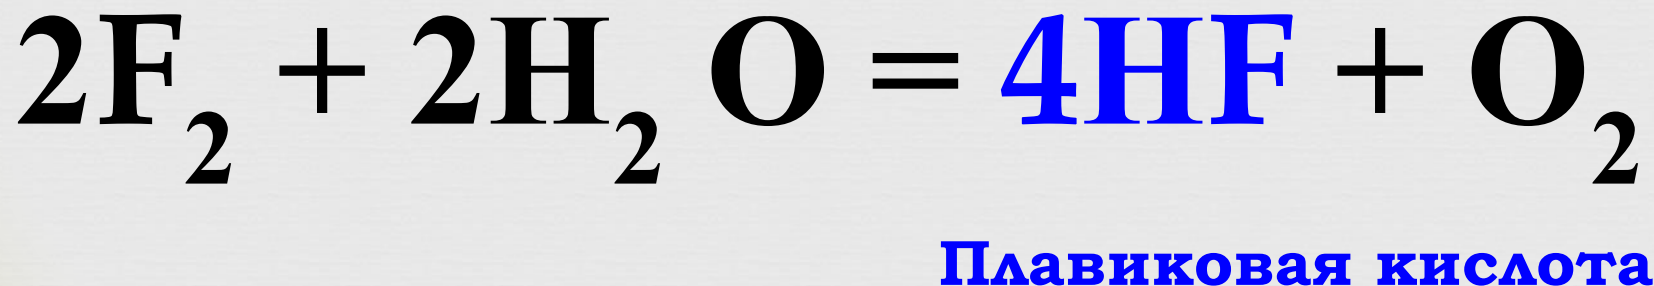 2F₂ + 2H₂ O = 4HF + O₂
Плавиковая кислота